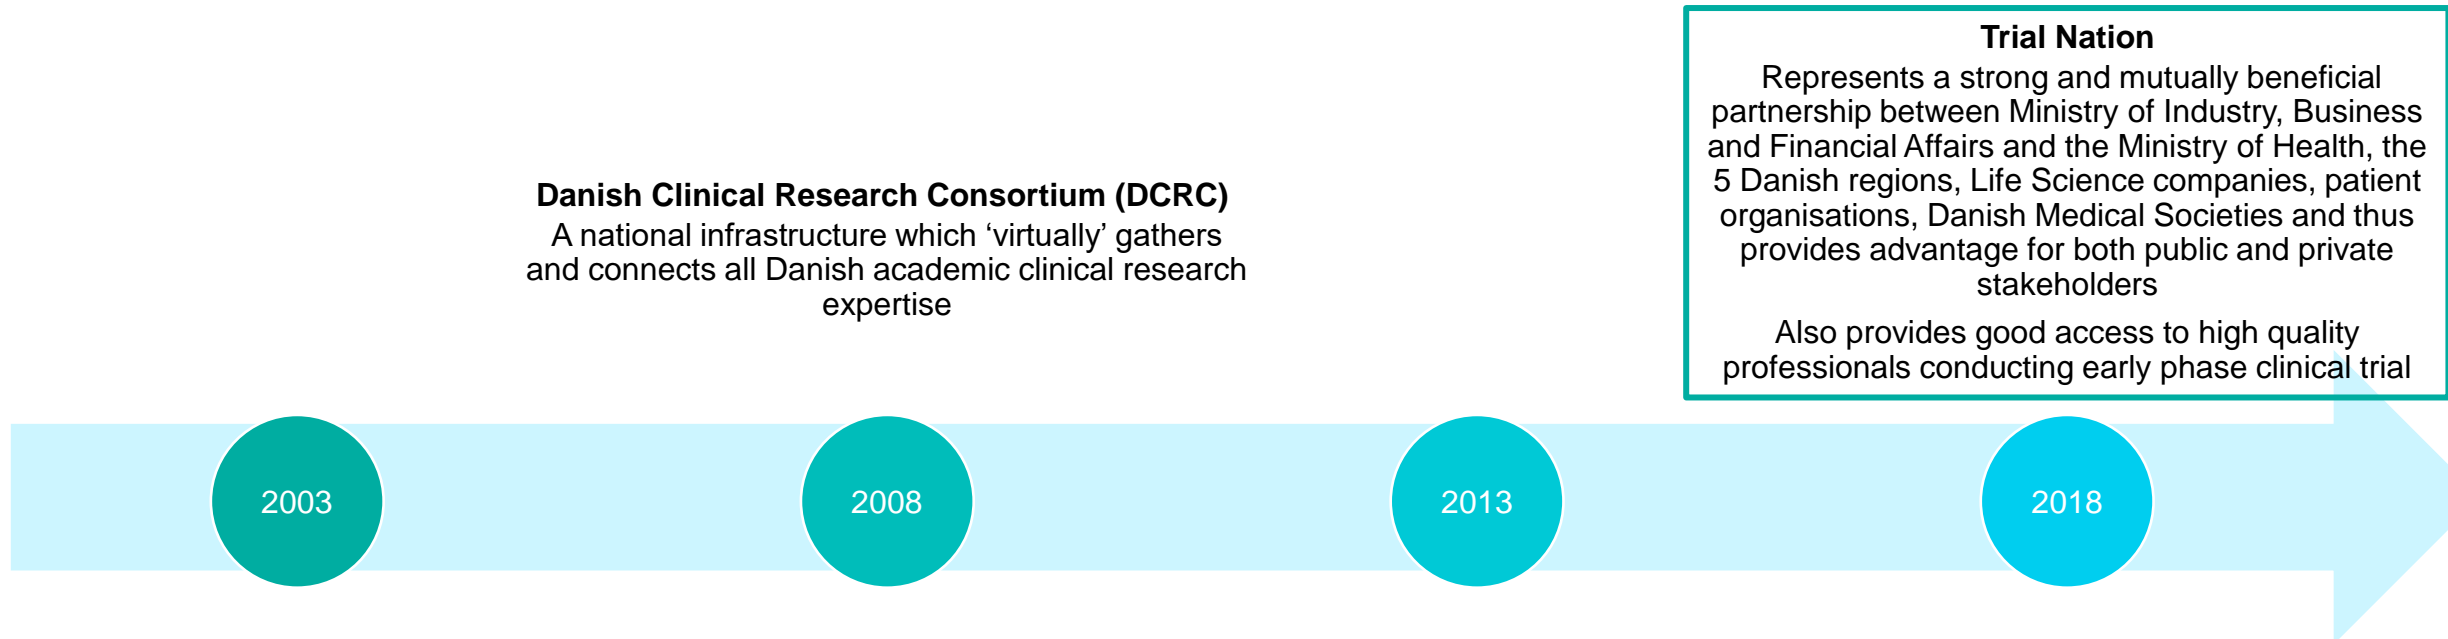 Trial Nation
Represents a strong and mutually beneficial
partnership between Ministry of Industry, Business
and Financial Affairs and the Ministry of Health, the
5 Danish regions, Life Science companies, patient
organisations, Danish Medical Societies and thus
provides advantage for both public and private
stakeholders
Also provides good access to high quality
professionals conducting early phase clinical trial
Danish Clinical Research Consortium (DCRC)
A national infrastructure which ‘virtually’ gathers
and connects all Danish academic clinical research
expertise
2003
2008
2013
2018